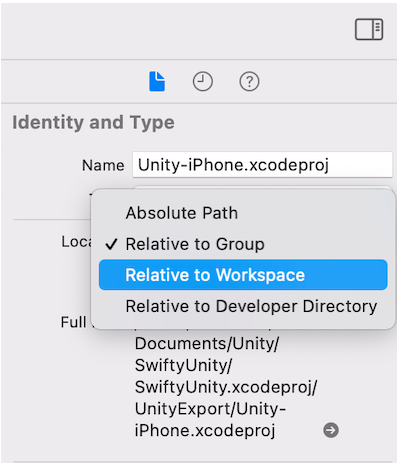 Identity and Type
Name Unity-iPhone.xcodeproj
Absolute Path
Loca ✓ Relative to Group
Relative to Workspace
Relative to Developer Directory
Full
Documents/Unity/
SwiftyUnity/
SwiftyUnity.xcodeproj/
UnityExport/Unity-
iPhone.xcodeproj